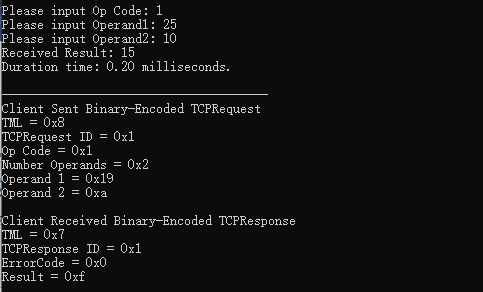 Please input Op Code: 1
Please input Operand1: 25
Please input Operand2: 10
Received Result: 15
Duration time: 0.20 milliseconds.
______________________________________
Client Sent Binary-Encoded TCPRequest
TML = 0x8
TCPRequest ID = 0x1
Op Code = 0x1
Number Operands = 0x2
Operand 1 = 0x19
Operand 2 = 0xa
Client Received Binary-Encoded TCPResponse
TML = 0x7
TCPResponse ID = 0x1
ErrorCode = 0x0
Result = 0xf